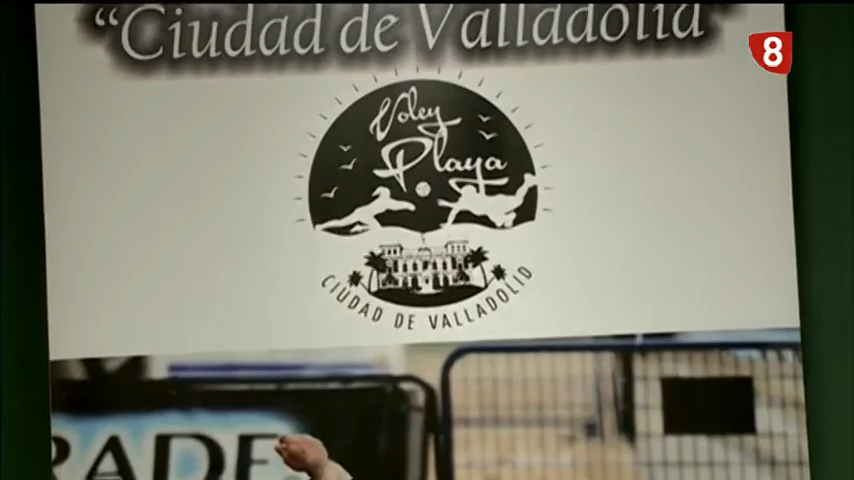 "Ciudad de Valladolid
8
Voley
Playa
CIUDAD DE VALLADOLID
RADE